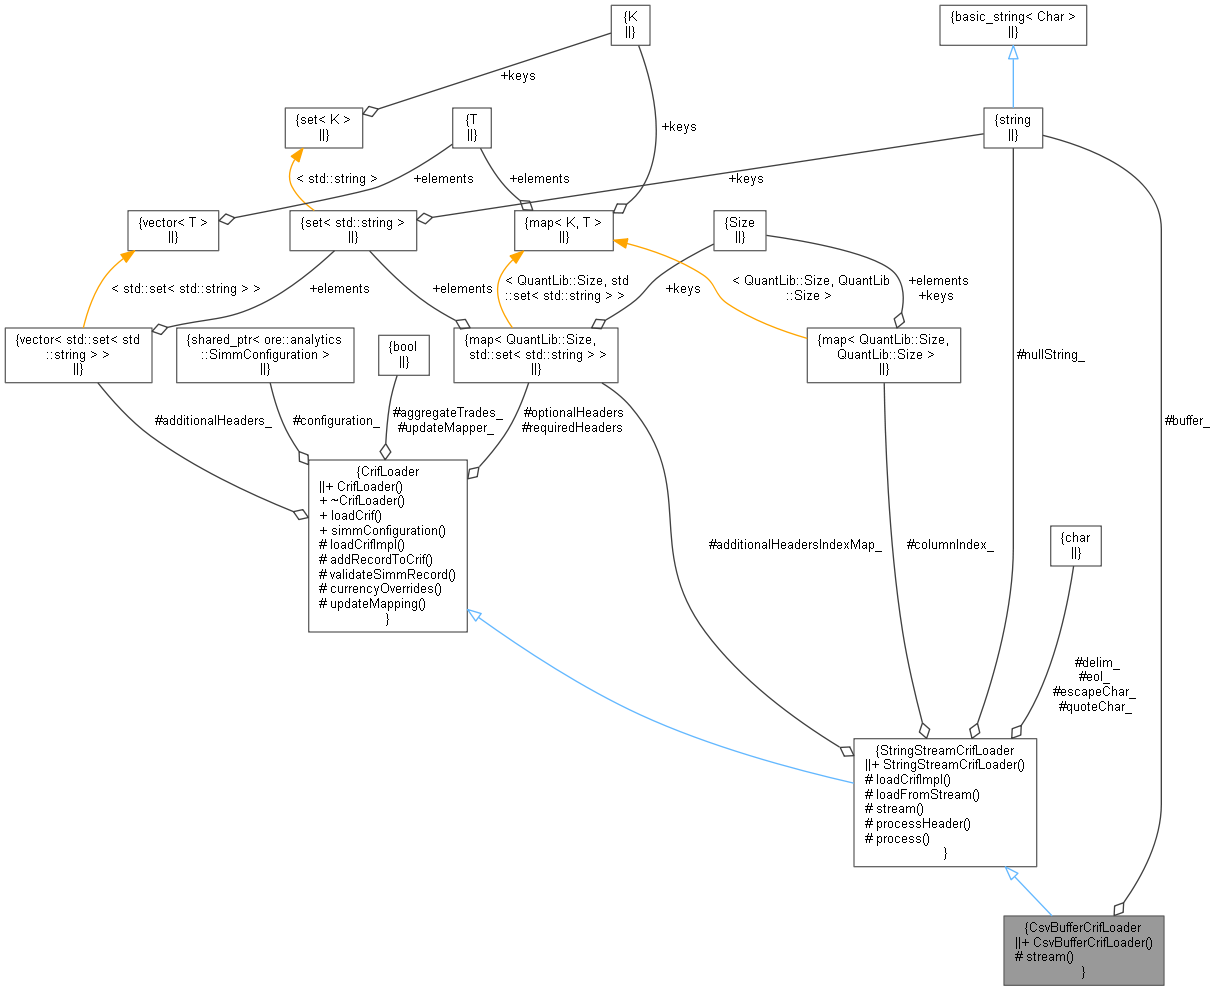 {K
||}
{basic_string< Char >
||}
+keys
{set< K >
||}
{T
||}
{string
||}
+keys
< std::string >
+elements
+elements
+keys
{vector< T >
||}
{set< std::string >
||}
{map< K, T >
||}
{Size
||}
< std::set< std::string > >
+elements
+elements
< QuantLib::Size, std
::set< std::string > >
+keys
< QuantLib::Size, QuantLib
::Size >
+elements
+keys
{vector< std::set< std
::string > >
||}
{shared_ptr< ore::analytics
::SimmConfiguration >
||}
{bool
||}
{map< QuantLib::Size,
std::set< std::string > >
||}
{map< QuantLib::Size,
QuantLib::Size >
||}
#nullString_
#additionalHeaders_
#configuration_
#aggregateTrades_
#updateMapper_
#optionalHeaders
#requiredHeaders
#buffer_
{CrifLoader
||+ CrifLoader()
+ ~CrifLoader()
+ loadCrif()
+ simmConfiguration()
# loadCrifImpl()
# addRecordToCrif()
# validateSimmRecord()
# currencyOverrides()
# updateMapping()
}
#additionalHeadersIndexMap_
#columnIndex_
{char
||}
#delim_
#eol_
#escapeChar_
#quoteChar_
{StringStreamCrifLoader
||+ StringStreamCrifLoader()
# loadCrifImpl()
# loadFromStream()
# stream()
# processHeader()
# process()
}
{CsvBufferCrifLoader
||+ CsvBufferCrifLoader()
# stream()
}